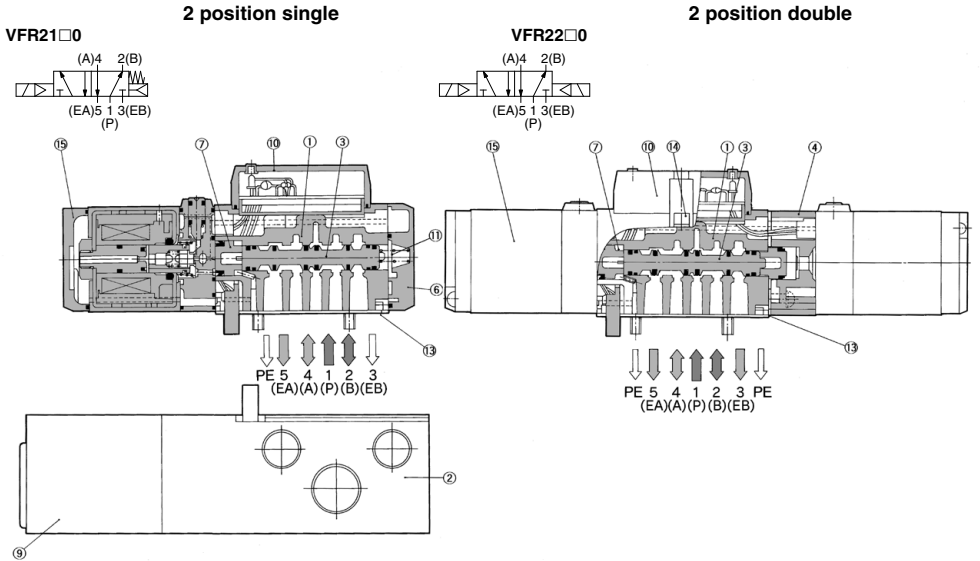 2 position single
2 position double
VFR21□0
VFR22□0
(A)4 2(B)
(EA)5 1 3(EB)
(P)
(A)4 2(B)
(EA)5 1 3(EB)
(P)
⑮ ⑦ ⑩ ① ③
⑪
⑥
⑬
⑮ ⑦ ⑩ ⑭ ① ③ ④
⑬
PE 5 4 1 2 3
(EA) (A) (P) (B) (EB)
PE 5 4 1 2 3 PE
(EA) (A) (P) (B) (EB)
②
⑨